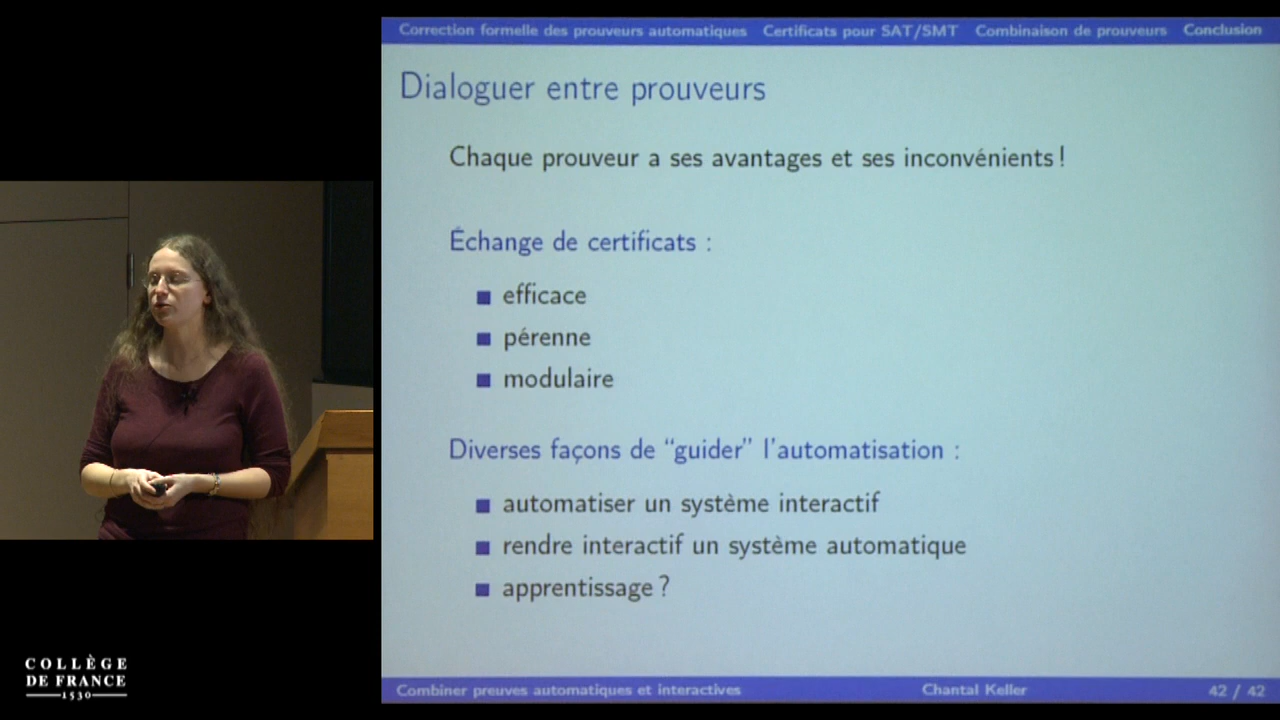 Correction formelle des prouveurs automatiques Certificats pour SAT/SMT Combinaison de prouveurs Conclusion
Dialoguer entre prouveurs
Chaque prouveur a ses avantages et ses inconvénients !
Échange de certificats :
efficace
pérenne
modulaire
Diverses façons de “guider” l'automatisation :
automatiser un système interactif
rendre interactif un système automatique
apprentissage ?
Combiner preuves automatiques et interactives Chantal Keller 42 / 42
COLLÈGE
DE FRANCE
1530